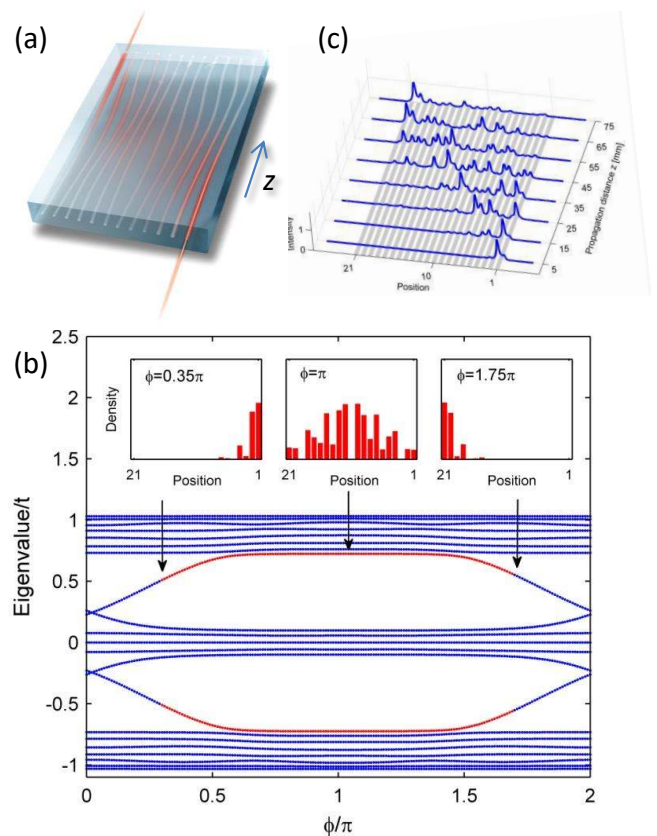 (a)
z
(c)
Intensity
1
0
21
10
1
Position
5
15
25
35
45
55
65
75
Propagation distance z [mm]
(b)
2.5
2
1.5
1
0.5
0
-0.5
-1
Eigenvalue/t
Density
ϕ=0.35π
21 Position 1
ϕ=π
21 Position 1
ϕ=1.75π
21 Position 1
0 0.5 1 1.5 2
ϕ/π